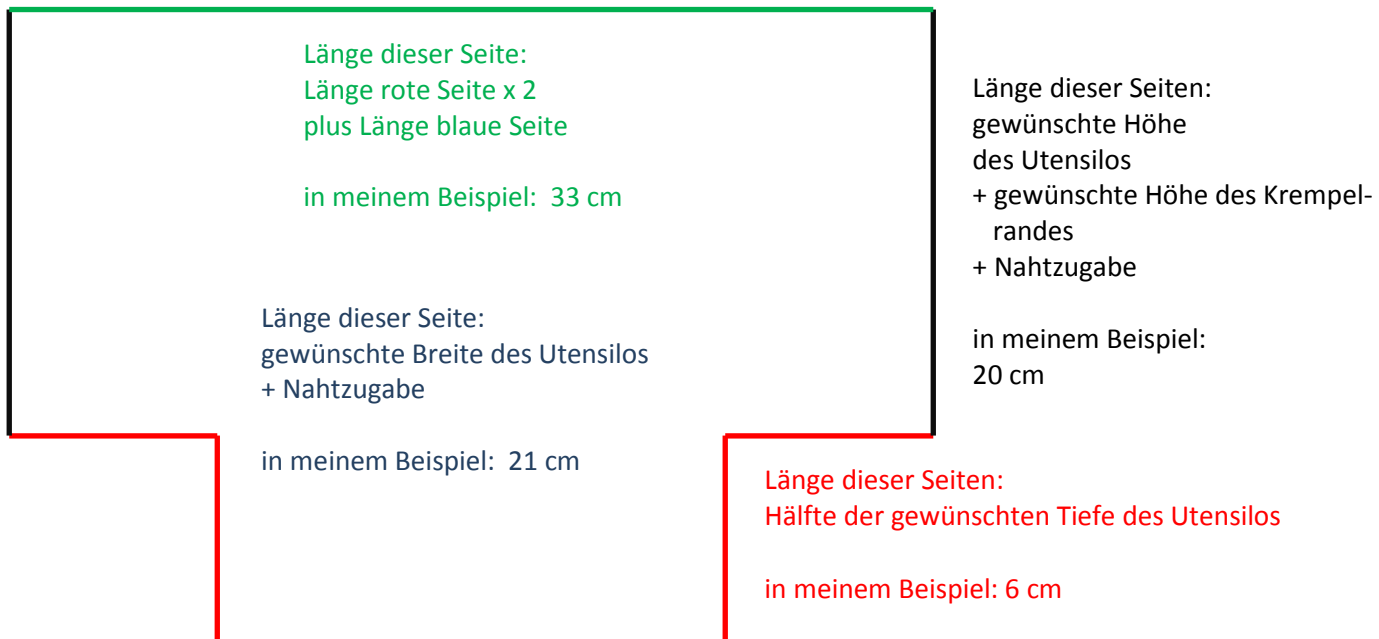 Länge dieser Seite:
Länge rote Seite x 2
plus Länge blaue Seite
in meinem Beispiel:  33 cm
Länge dieser Seiten:
gewünschte Höhe
des Utensilos
+ gewünschte Höhe des Krempel-
randes
+ Nahtzugabe
in meinem Beispiel:
20 cm
Länge dieser Seite:
gewünschte Breite des Utensilos
+ Nahtzugabe
in meinem Beispiel:  21 cm
Länge dieser Seiten:
Hälfte der gewünschten Tiefe des Utensilos
in meinem Beispiel: 6 cm